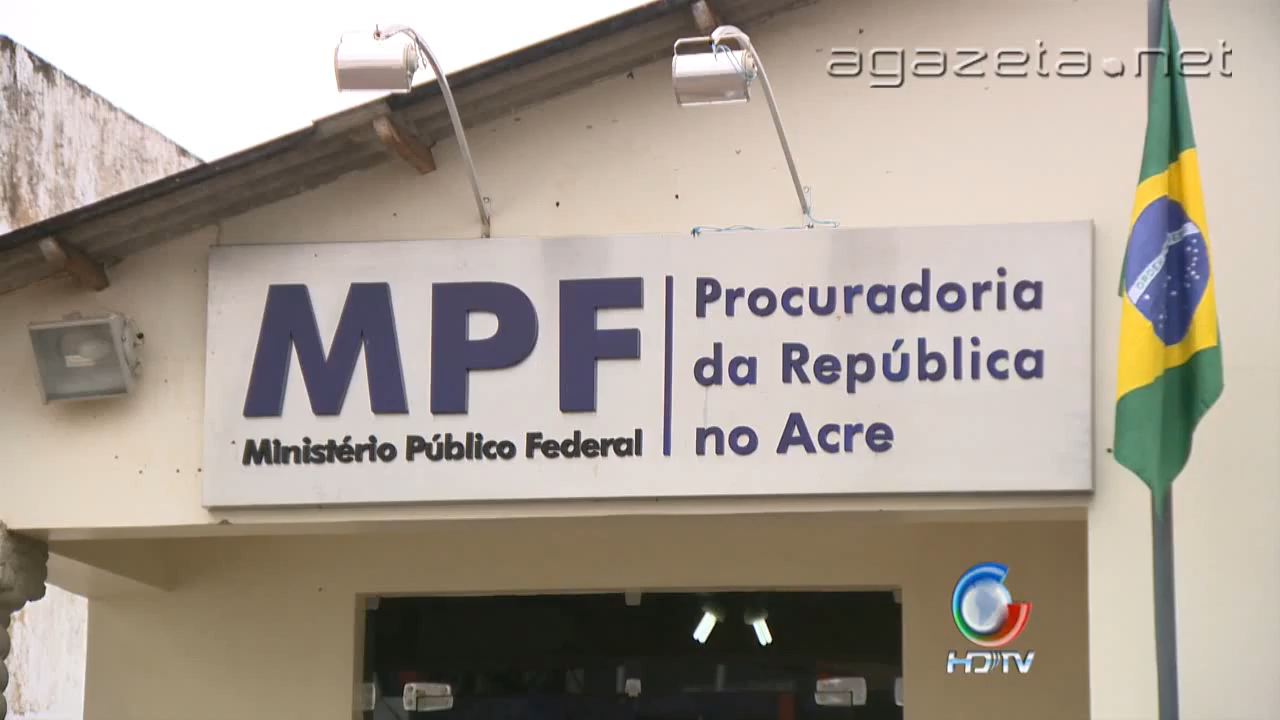 agazeta.net
MPF
Ministério Público Federal
Procuradoria
da República
no Acre
HDTV